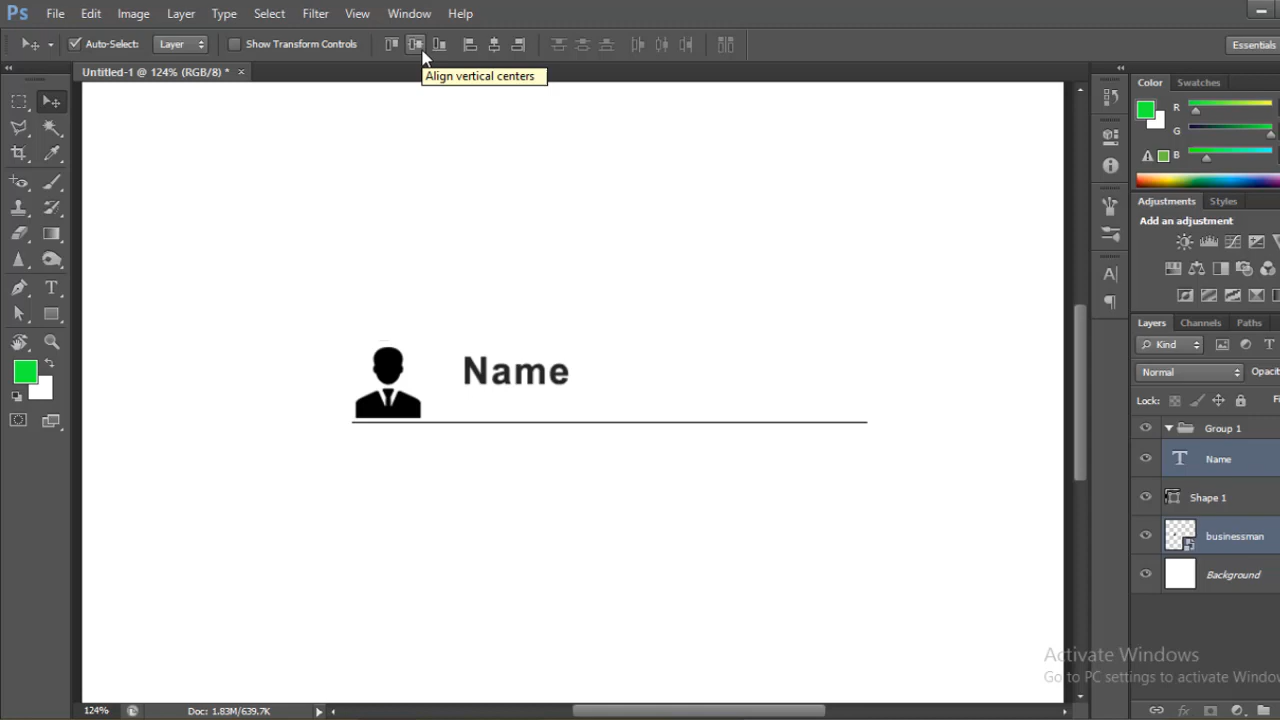 Ps File Edit Image Layer Type Select Filter View Window Help
Auto-Select: Layer Show Transform Controls Essentials
Untitled-1 @ 124% (RGB/8) * ×
Align vertical centers
Color Swatches
R
G
B
Adjustments Styles
Add an adjustment
Name
Layers Channels Paths
Kind
Normal Opaci
Lock: Fi
Group 1
Name
Shape 1
businessman
Background
Activate Windows
Go to PC settings to activate Windo
124% Doc: 1.83M/639.7K